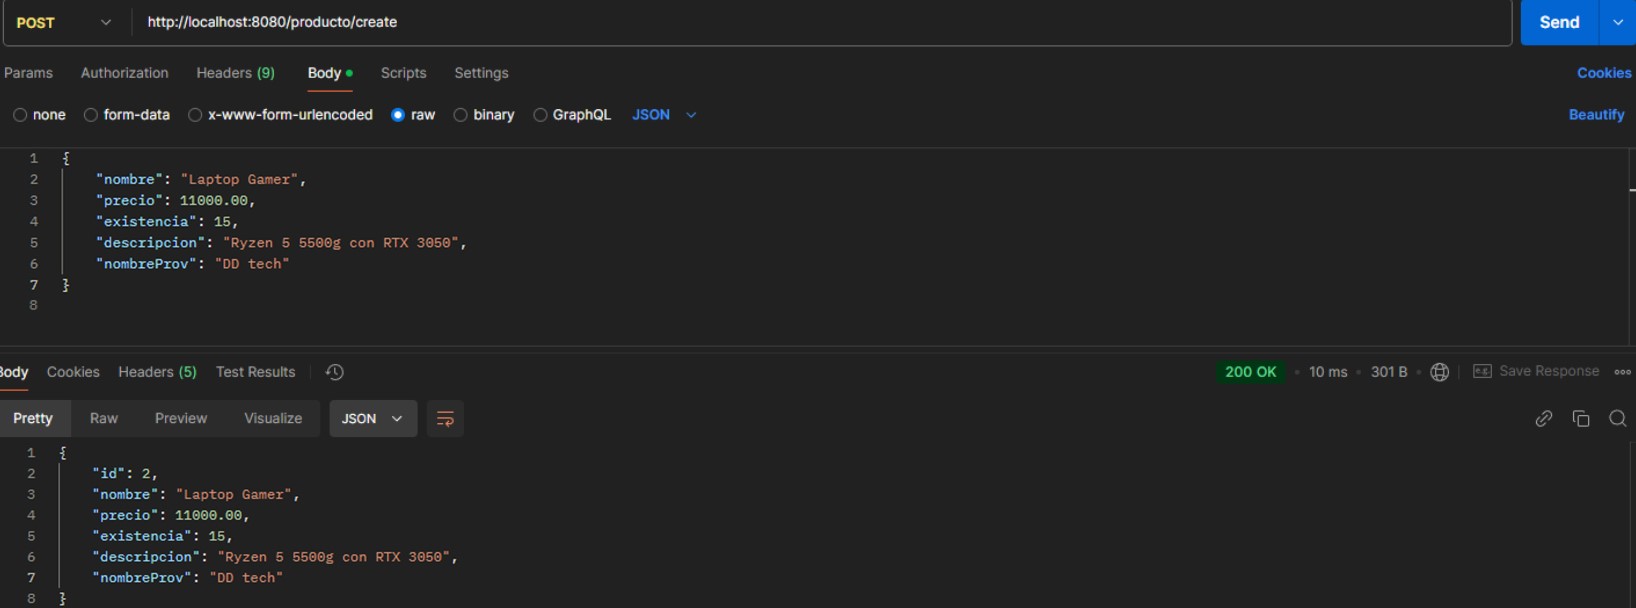 POST http://localhost:8080/producto/create Send
Params Authorization Headers (9) Body Scripts Settings Cookies
none form-data x-www-form-urlencoded raw binary GraphQL JSON Beautify
1 {
2 "nombre": "Laptop Gamer",
3 "precio": 11000.00,
4 "existencia": 15,
5 "descripcion": "Ryzen 5 5500g con RTX 3050",
6 "nombreProv": "DD tech"
7 }
8
Body Cookies Headers (5) Test Results 200 OK • 10 ms • 301 B • e.g. Save Response
Pretty Raw Preview Visualize JSON
1 {
2 "id": 2,
3 "nombre": "Laptop Gamer",
4 "precio": 11000.00,
5 "existencia": 15,
6 "descripcion": "Ryzen 5 5500g con RTX 3050",
7 "nombreProv": "DD tech"
8 }